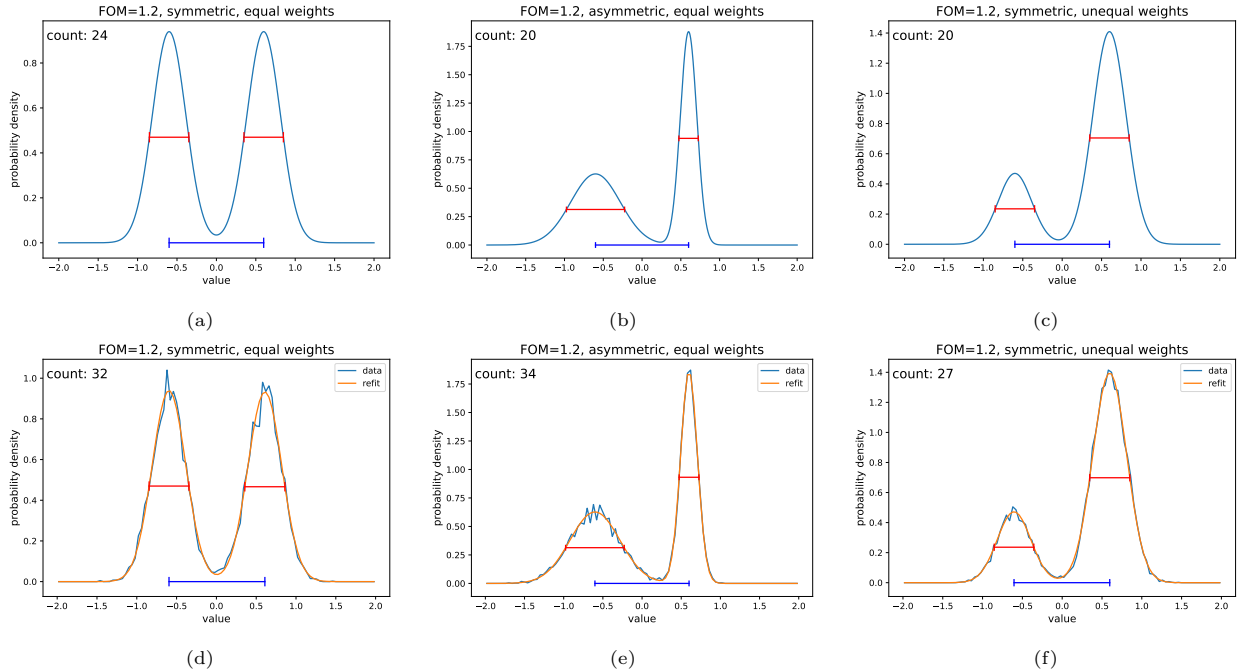 FOM=1.2, symmetric, equal weights
count: 24
probability density
0.8
0.6
0.4
0.2
0.0
−2.0 −1.5 −1.0 −0.5 0.0 0.5 1.0 1.5 2.0
value
(a)
FOM=1.2, asymmetric, equal weights
count: 20
probability density
1.75
1.50
1.25
1.00
0.75
0.50
0.25
0.00
−2.0 −1.5 −1.0 −0.5 0.0 0.5 1.0 1.5 2.0
value
(b)
FOM=1.2, symmetric, unequal weights
count: 20
probability density
1.4
1.2
1.0
0.8
0.6
0.4
0.2
0.0
−2.0 −1.5 −1.0 −0.5 0.0 0.5 1.0 1.5 2.0
value
(c)
FOM=1.2, symmetric, equal weights
count: 32
data
refit
probability density
1.0
0.8
0.6
0.4
0.2
0.0
−2.0 −1.5 −1.0 −0.5 0.0 0.5 1.0 1.5 2.0
value
(d)
FOM=1.2, asymmetric, equal weights
count: 34
data
refit
probability density
1.75
1.50
1.25
1.00
0.75
0.50
0.25
0.00
−2.0 −1.5 −1.0 −0.5 0.0 0.5 1.0 1.5 2.0
value
(e)
FOM=1.2, symmetric, unequal weights
count: 27
data
refit
probability density
1.4
1.2
1.0
0.8
0.6
0.4
0.2
0.0
−2.0 −1.5 −1.0 −0.5 0.0 0.5 1.0 1.5 2.0
value
(f)